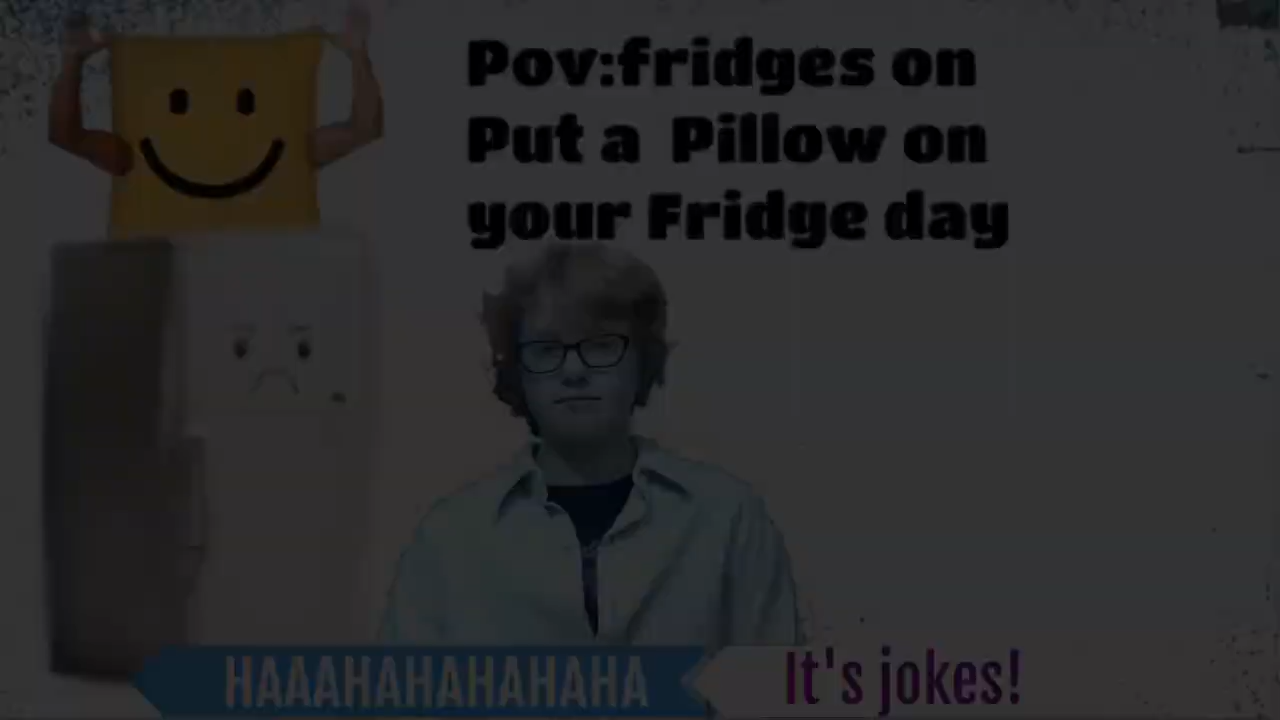 Pov:fridges on
Put a Pillow on
your Fridge day
HAAAHAHAHAHAHA
It's jokes!